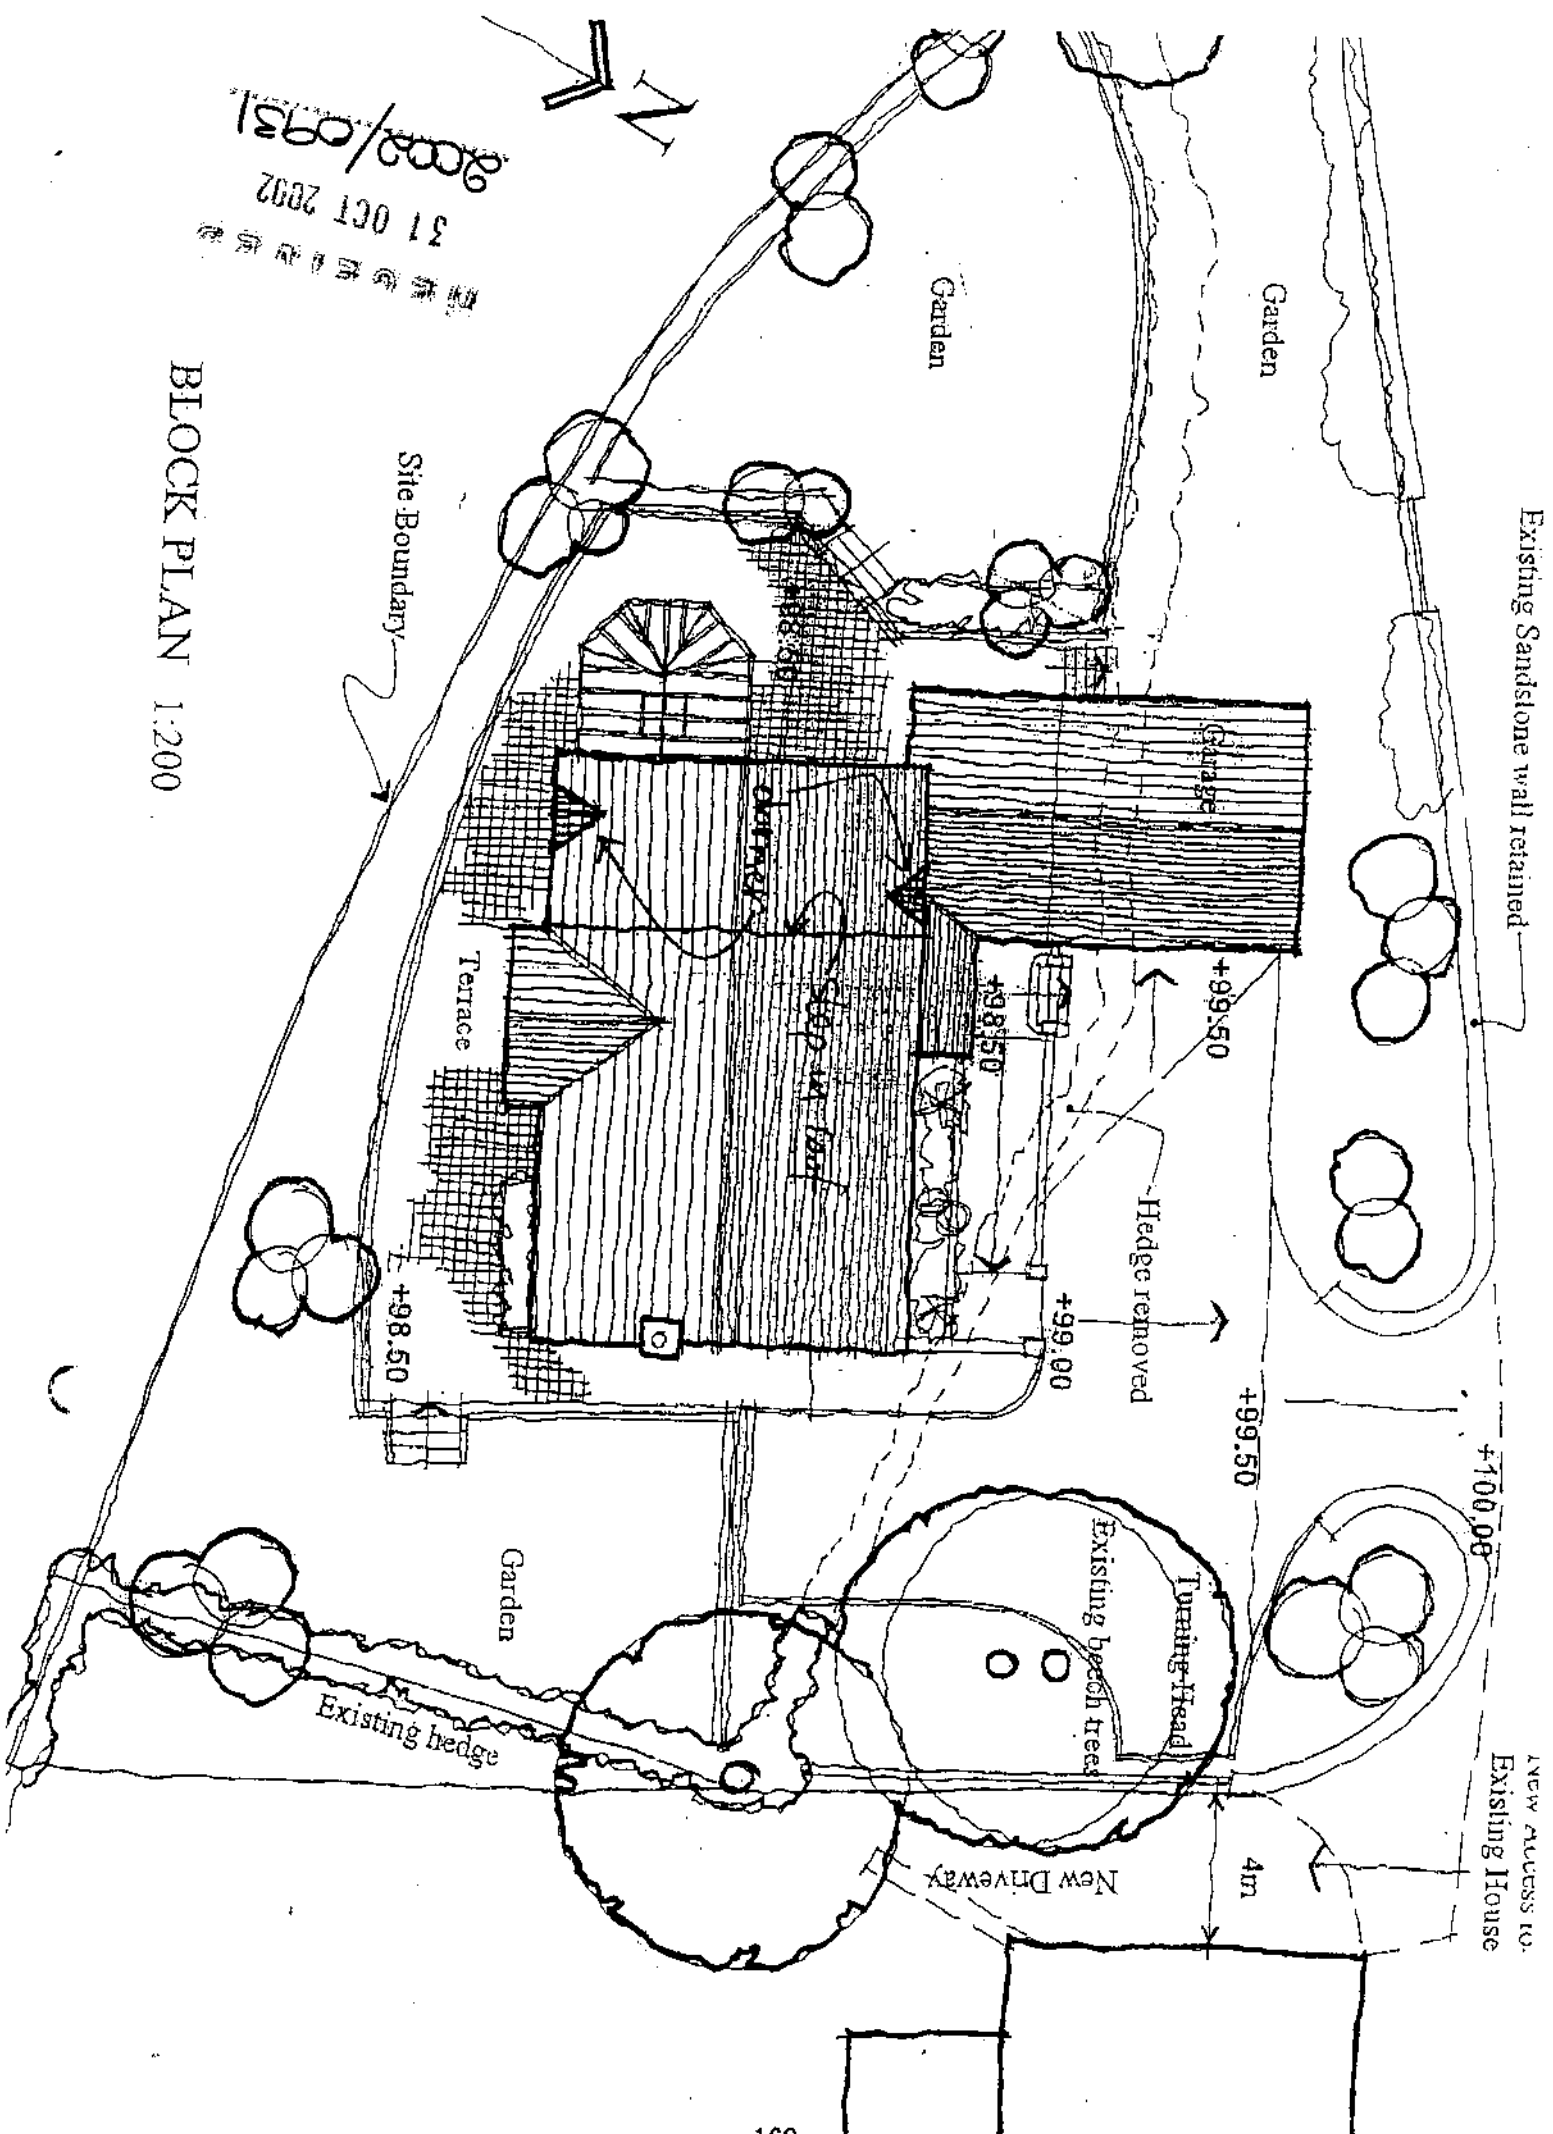 Existing Sandstone wall retained
New Access to
Existing House
Garden
Garden
Garage
+99.50
+98.50
Hedge removed
+99.00
+99.50
+100.00
+98.50
Terrace
Site Boundary
Garden
Existing hedge
Existing beech trees
Turning Head
New Driveway
4m
BLOCK PLAN 1:200
N
RECEIVED
31 OCT 2002
2002/0931